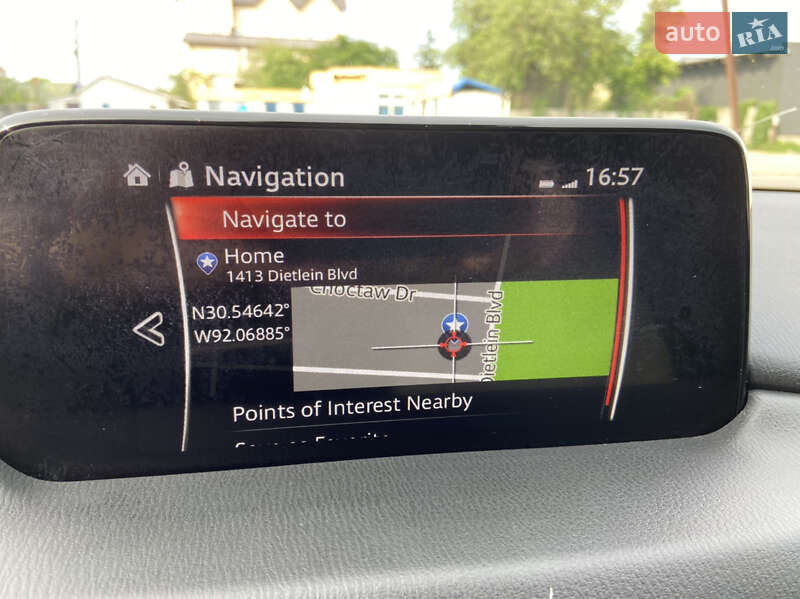 auto RIA
.com
Navigation
16:57
Navigate to
Home
1413 Dietlein Blvd
N30.54642°
W92.06885°
Choctaw Dr
Dietlein Blvd
Points of Interest Nearby